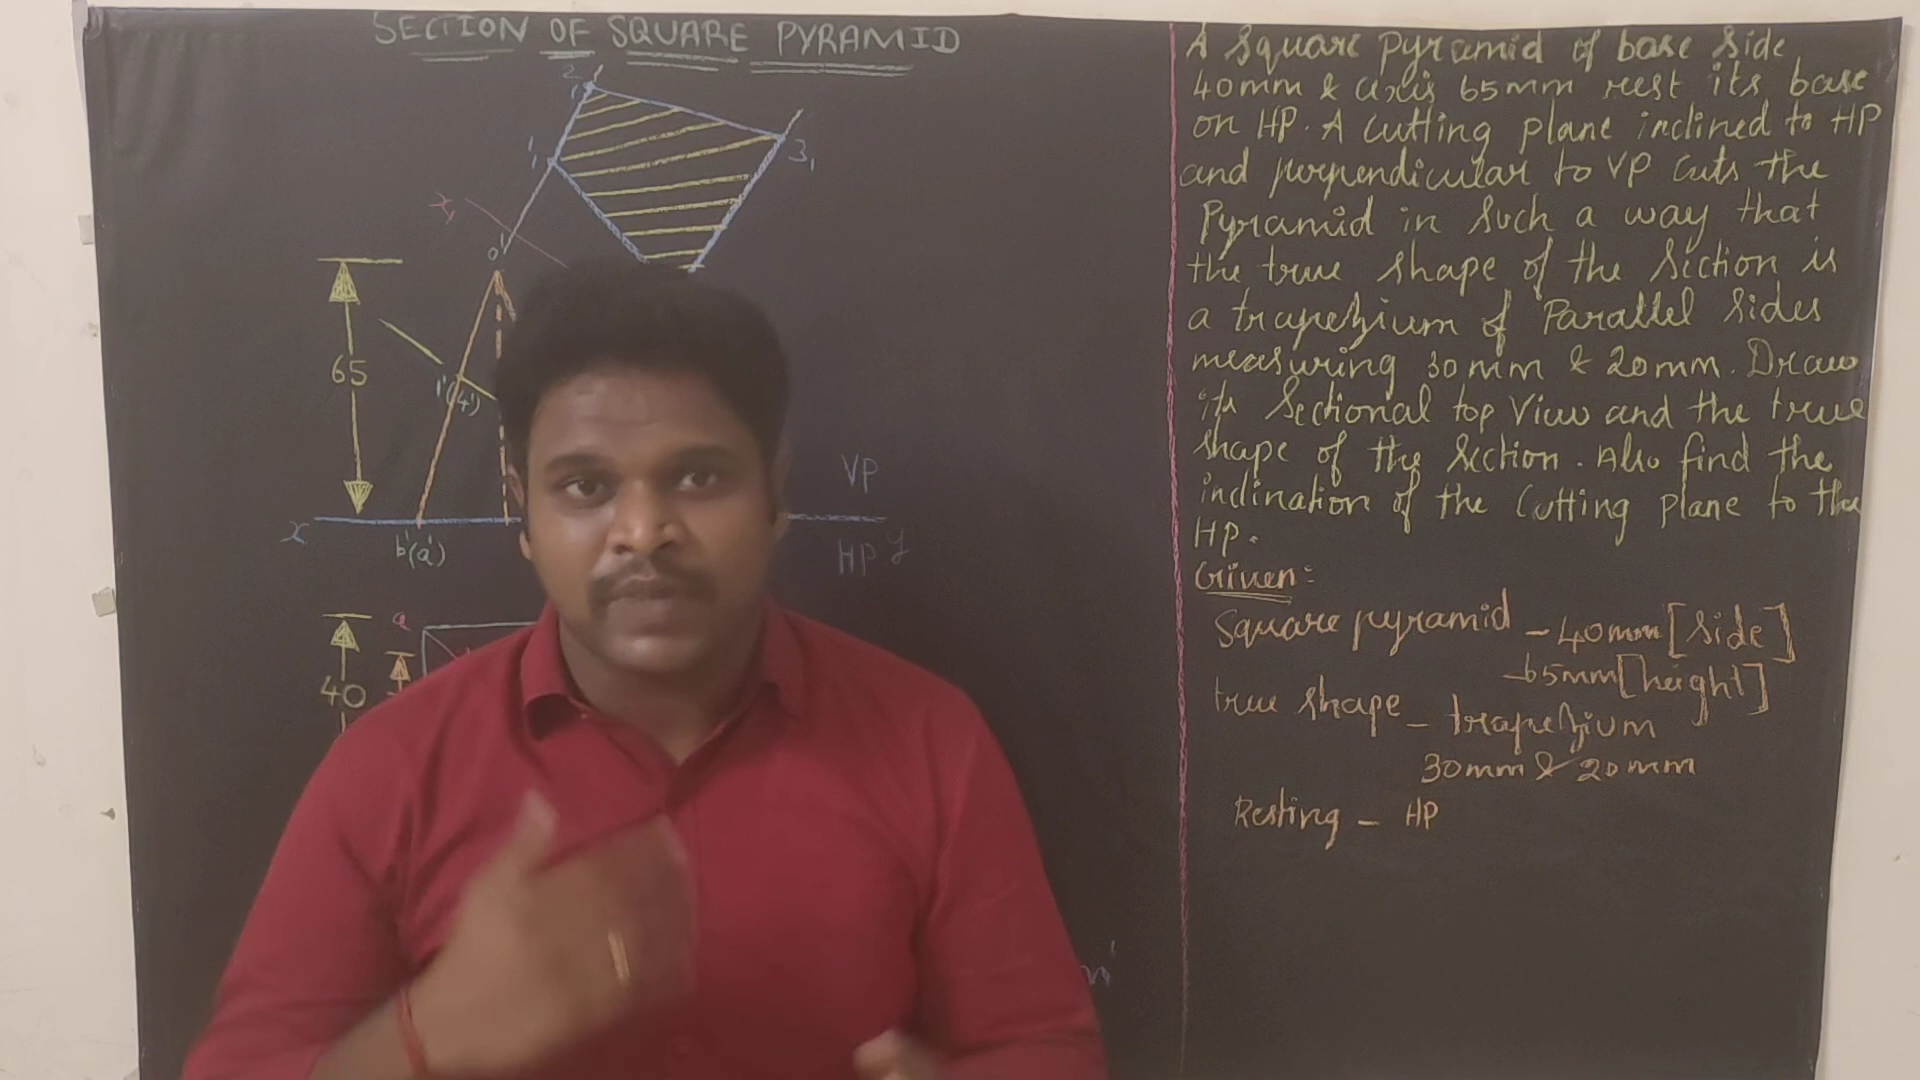 SECTION OF SQUARE PYRAMID
2
1
1'
3₁
x₁
o'
65
1'(4')
VP
x
HP y
b'(a')
a
40
A Square Pyramid of base Side
40mm & axis 65mm rest its base
on HP. A Cutting plane inclined to HP
and perpendicular to VP Cuts the
Pyramid in Such a way that
the true shape of the Section is
a trapezium of Parallel Sides
measuring 30mm & 20mm. Draw
its Sectional top View and the true
shape of the Section. Also find the
inclination of the Cutting plane to the
HP.
Given:
Square pyramid - 40mm [Side]
- 65mm [height]
true shape - trapezium
30mm & 20mm
Resting - HP